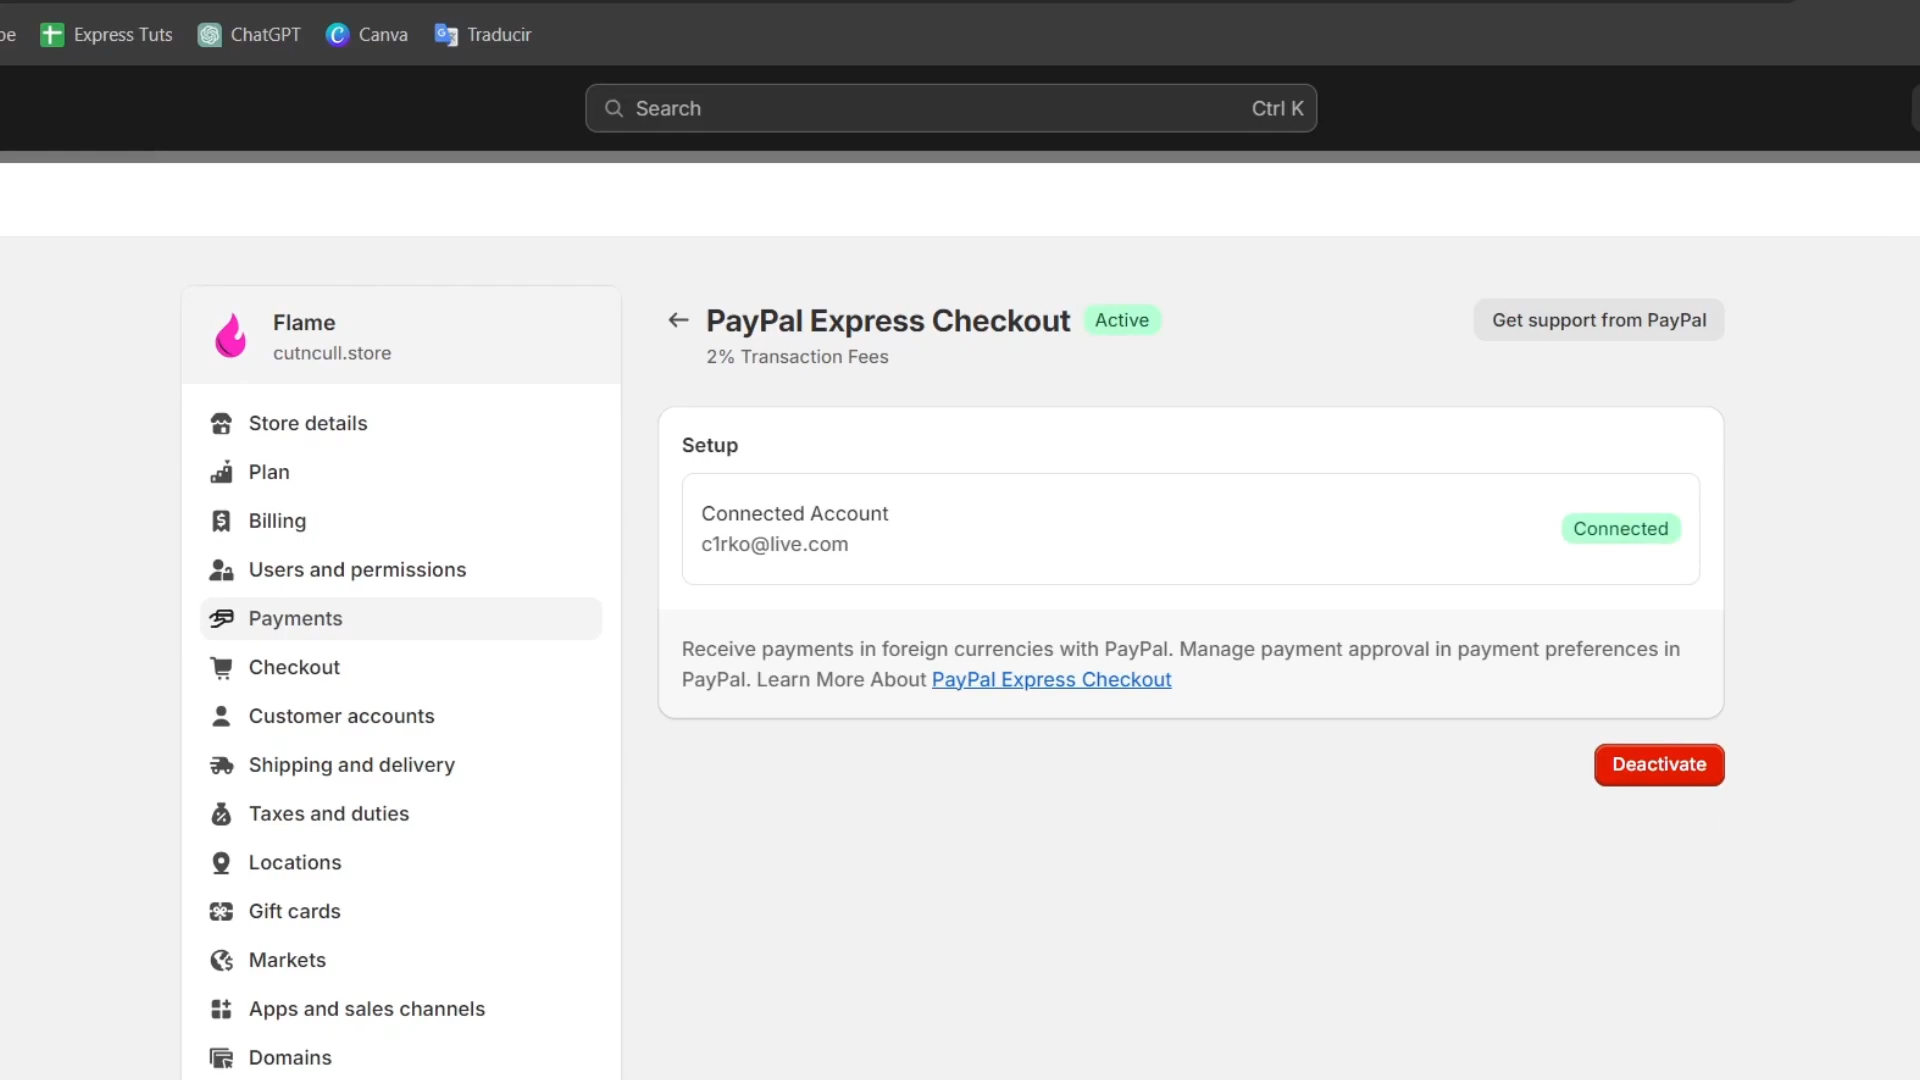 Express Tuts
ChatGPT
Canva
Traducir
Search
Ctrl K
Flame
cutncull.store
Store details
Plan
Billing
Users and permissions
Payments
Checkout
Customer accounts
Shipping and delivery
Taxes and duties
Locations
Gift cards
Markets
Apps and sales channels
Domains
PayPal Express Checkout
Active
2% Transaction Fees
Get support from PayPal
Setup
Connected Account
c1rko@live.com
Connected
Receive payments in foreign currencies with PayPal. Manage payment approval in payment preferences in
PayPal. Learn More About PayPal Express Checkout
Deactivate